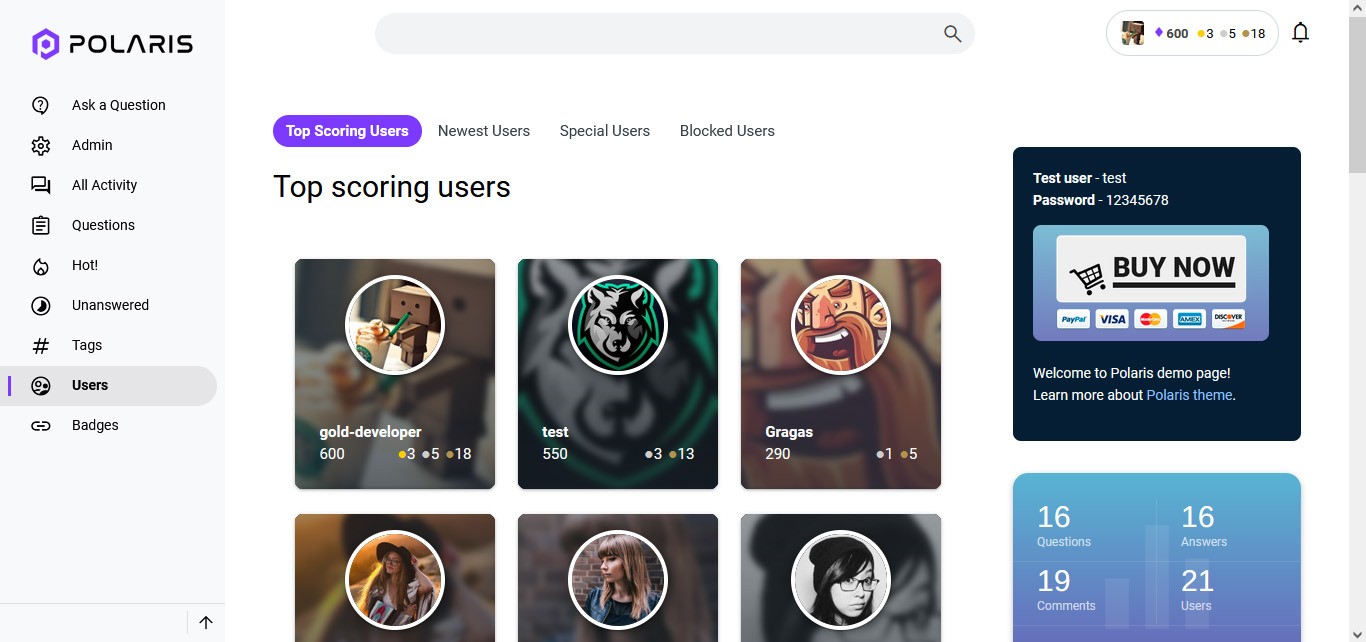 POLARIS
600 3 5 18
Ask a Question
Admin
All Activity
Questions
Hot!
Unanswered
Tags
Users
Badges
Top Scoring Users Newest Users Special Users Blocked Users
Top scoring users
gold-developer
600 3 5 18
test
550 3 13
Gragas
290 1 5
Test user - test
Password - 12345678
BUY NOW
PayPal VISA MasterCard AMEX DISCOVER
Welcome to Polaris demo page!
Learn more about Polaris theme.
16 16
Questions Answers
19 21
Comments Users